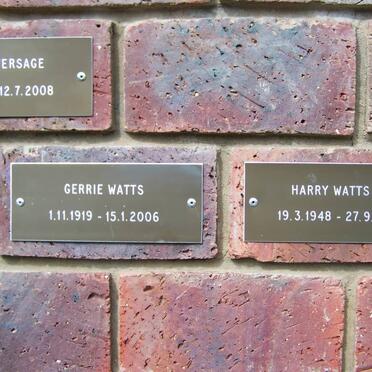 ERSAGE
12.7.2008
GERRIE WATTS
1.11.1919 - 15.1.2006
HARRY WATTS
19.3.1948 - 27.9